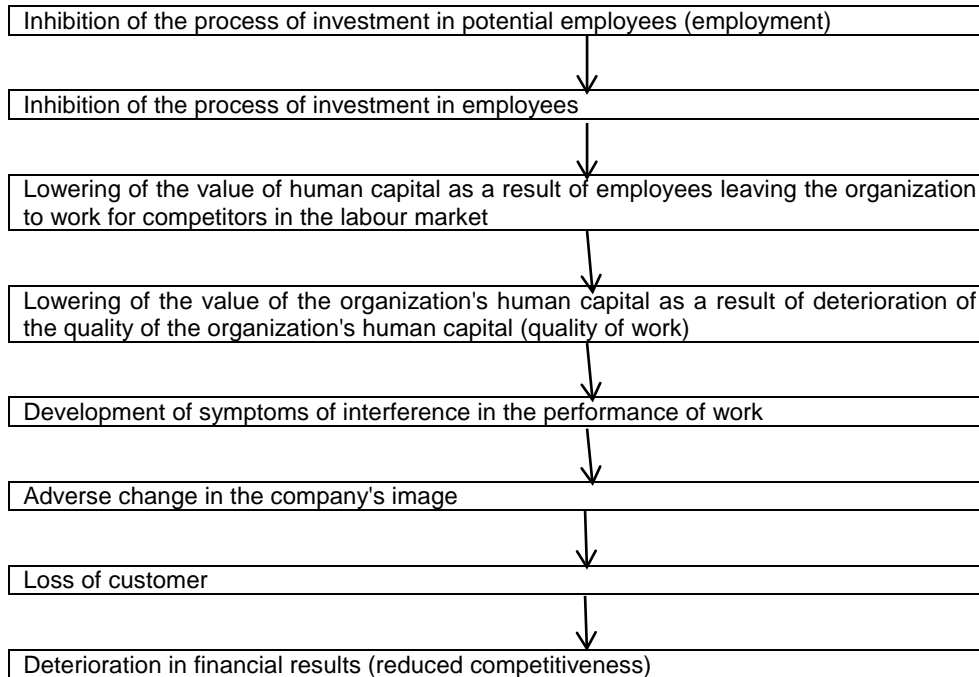 Inhibition of the process of investment in potential employees (employment)
Inhibition of the process of investment in employees
Lowering of the value of human capital as a result of employees leaving the organization
to work for competitors in the labour market
Lowering of the value of the organization's human capital as a result of deterioration of
the quality of the organization's human capital (quality of work)
Development of symptoms of interference in the performance of work
Adverse change in the company's image
Loss of customer
Deterioration in financial results (reduced competitiveness)